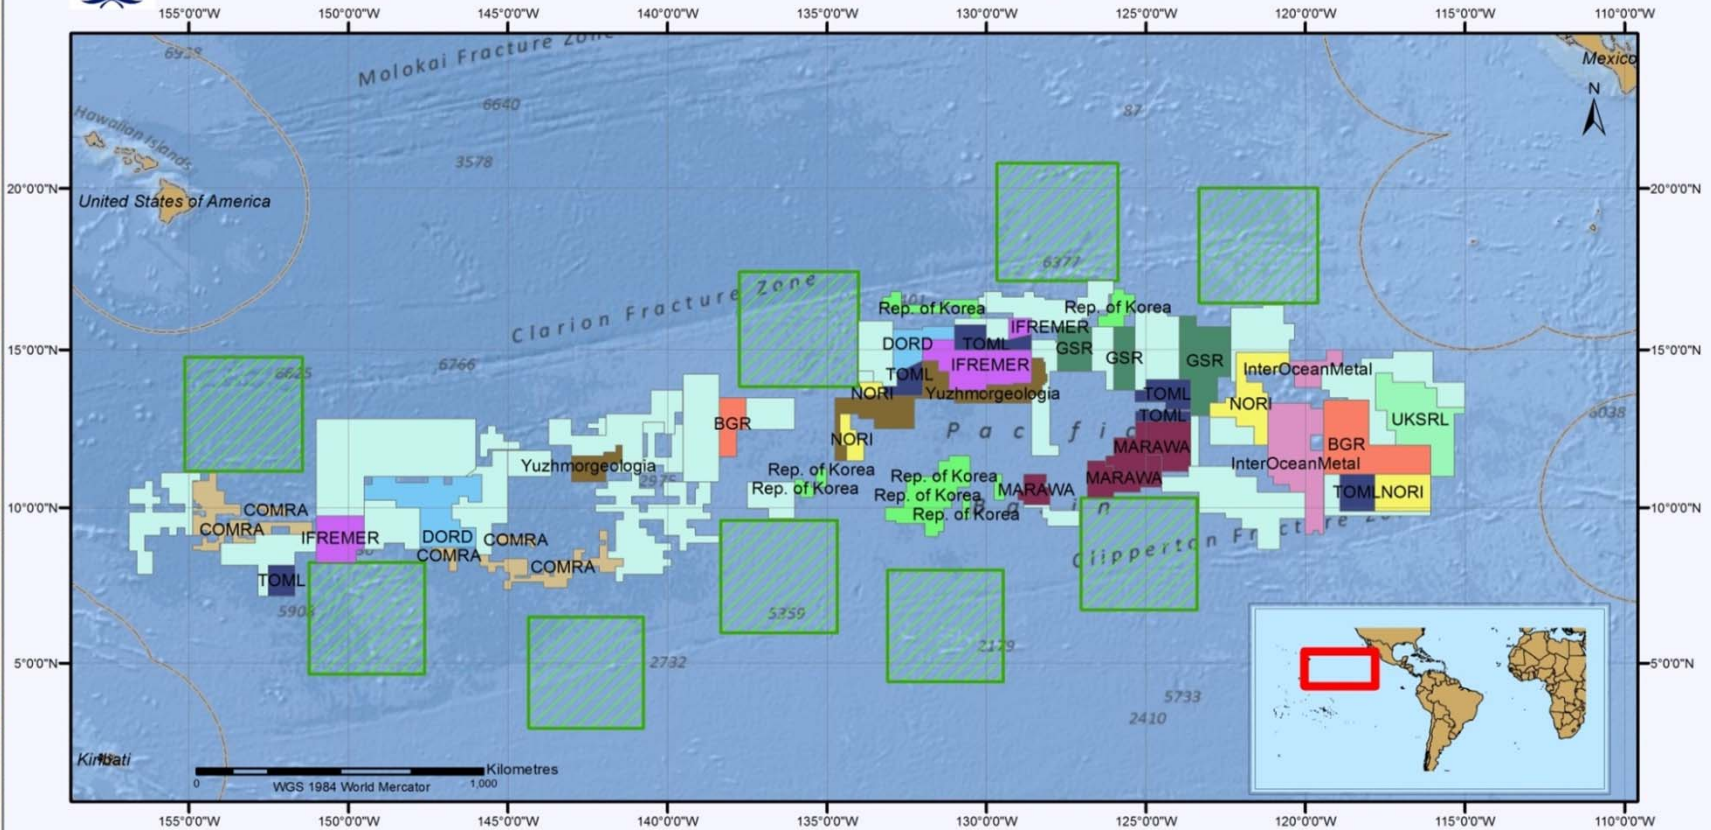 155°0'0"W 150°0'0"W 145°0'0"W 140°0'0"W 135°0'0"W 130°0'0"W 125°0'0"W 120°0'0"W 115°0'0"W 110°0'0"W
Molokai Fracture Zone
6928
Mexico
N
6640
87
Hawaiian Islands
3578
20°0'0"N
20°0'0"N
United States of America
6377
Clarion Fracture Zone
Rep. of Korea
Rep. of Korea
IFREMER
DORD
TOML
GSR
GSR
GSR
15°0'0"N
15°0'0"N
6766
6625
IFREMER
TOML
InterOceanMetal
NORI
Yuzhmorgeologia
TOML
NORI
TOML
UKSRL
6038
BGR
NORI
Pacific
MARAWA
BGR
Yuzhmorgeologia
Rep. of Korea
Rep. of Korea
InterOceanMetal
2975
Rep. of Korea
Rep. of Korea
MARAWA
MARAWA
TOML NORI
10°0'0"N
10°0'0"N
COMRA
Rep. of Korea
Basin
COMRA
IFREMER
DORD
COMRA
Clipperton Fracture Zo
COMRA
COMRA
TOML
5359
2179
5°0'0"N
2732
5°0'0"N
5733
2410
Kiribati
Kilometres
0 WGS 1984 World Mercator 1,000
155°0'0"W 150°0'0"W 145°0'0"W 140°0'0"W 135°0'0"W 130°0'0"W 125°0'0"W 120°0'0"W 115°0'0"W 110°0'0"W